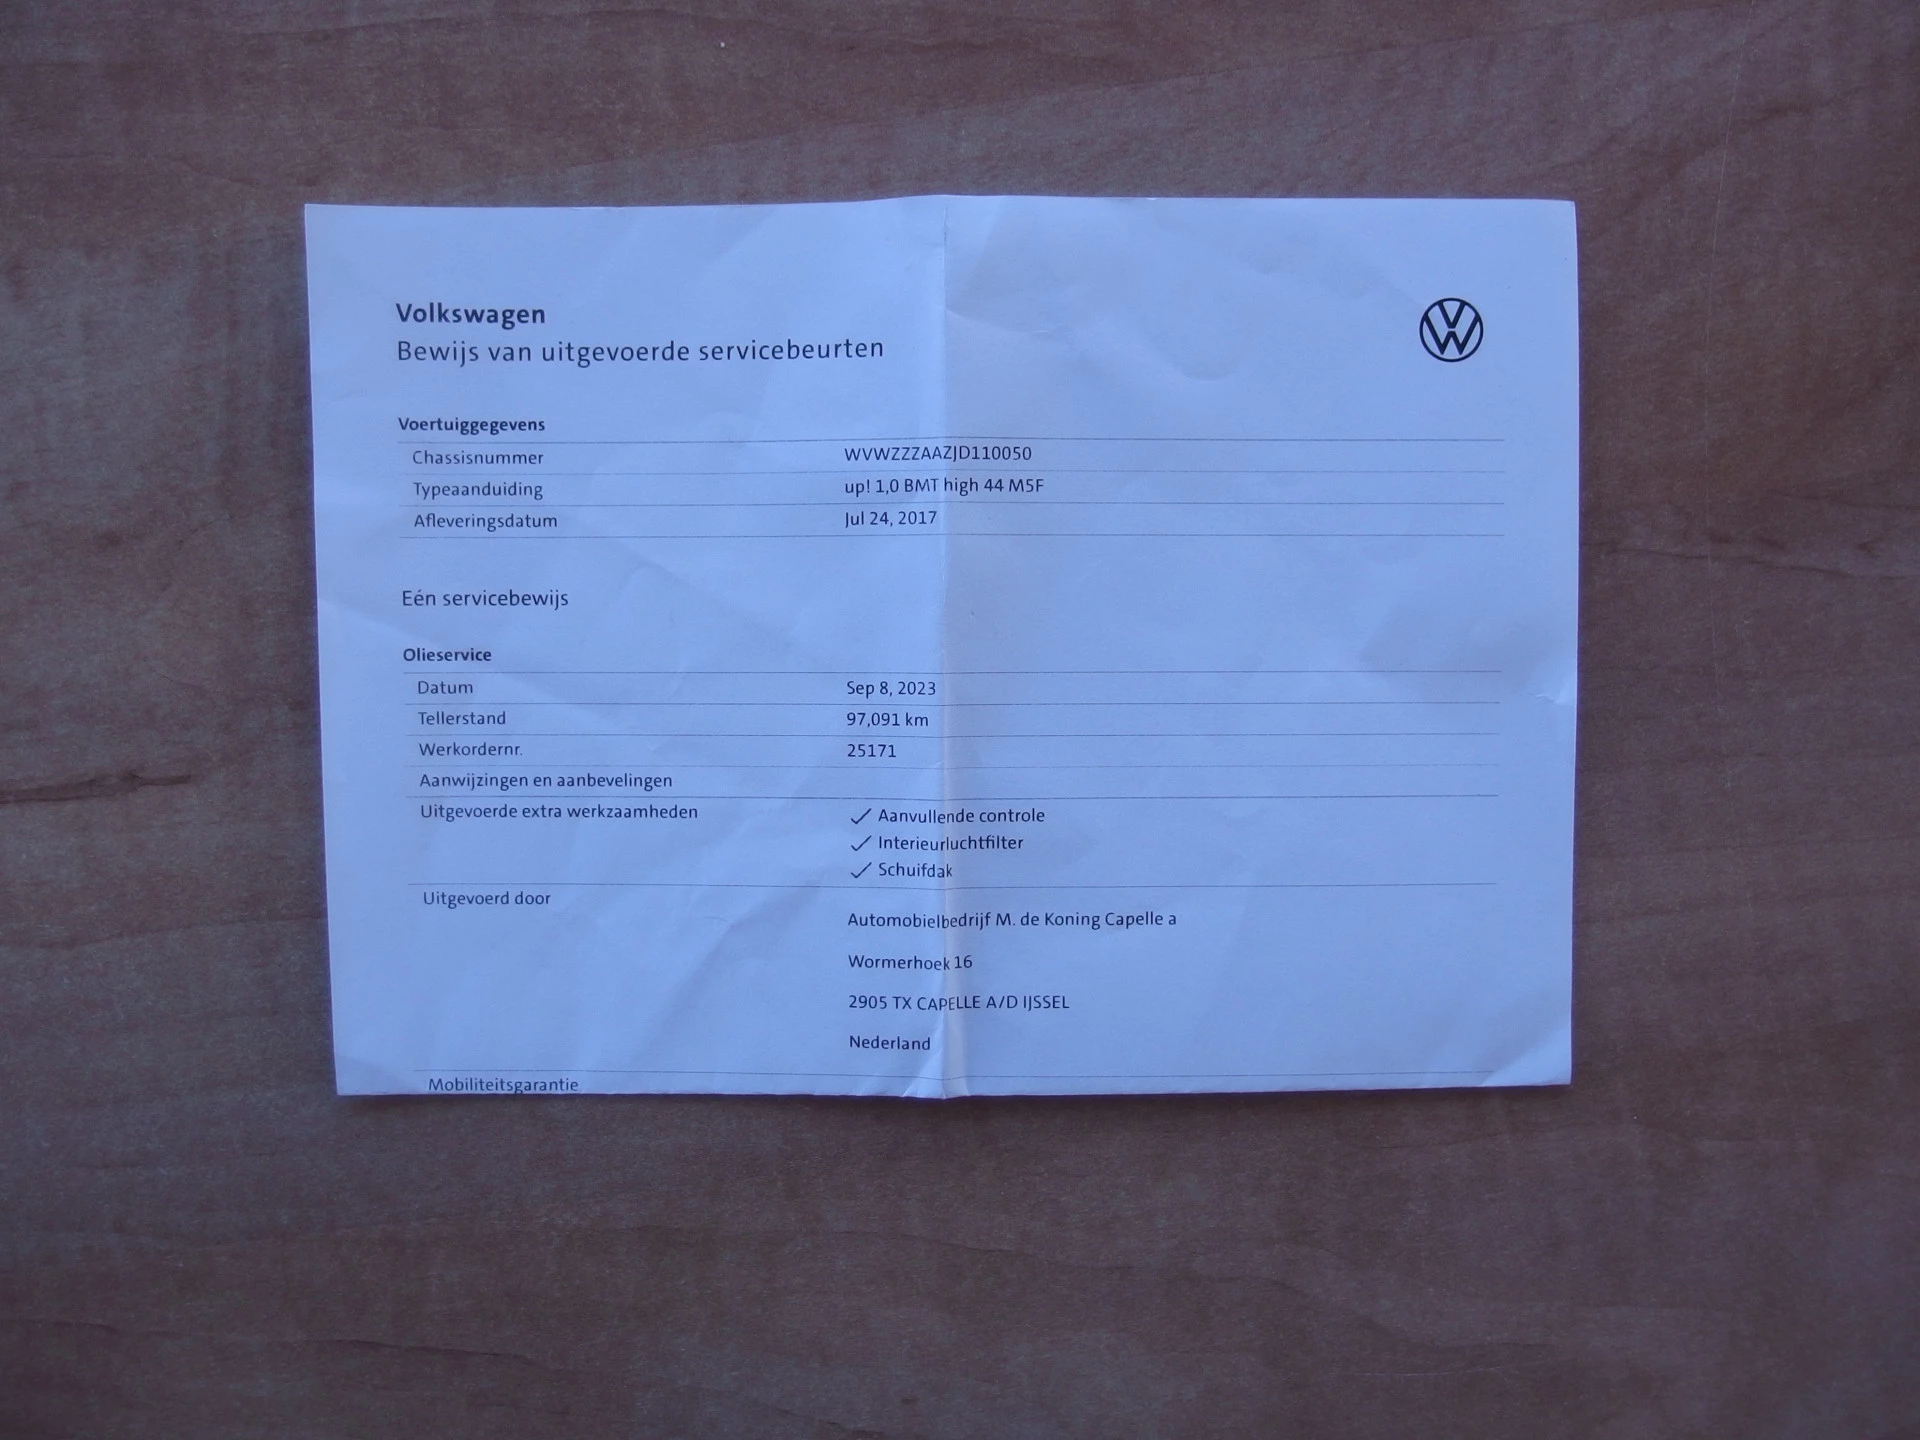 Volkswagen
Bewijs van uitgevoerde servicebeurten
Voertuiggegevens
Chassisnummer WVWZZZAAZJD110050
Typeaanduiding up! 1,0 BMT high 44 M5F
Afleveringsdatum Jul 24, 2017
Eén servicebewijs
Olieservice
Datum Sep 8, 2023
Tellerstand 97,091 km
Werkordernr. 25171
Aanwijzingen en aanbevelingen
Uitgevoerde extra werkzaamheden ✓ Aanvullende controle
✓ Interieurluchtfilter
✓ Schuifdak
Uitgevoerd door
Automobielbedrijf M. de Koning Capelle a
Wormerhoek 16
2905 TX CAPELLE A/D IJSSEL
Nederland
Mobiliteitsgarantie